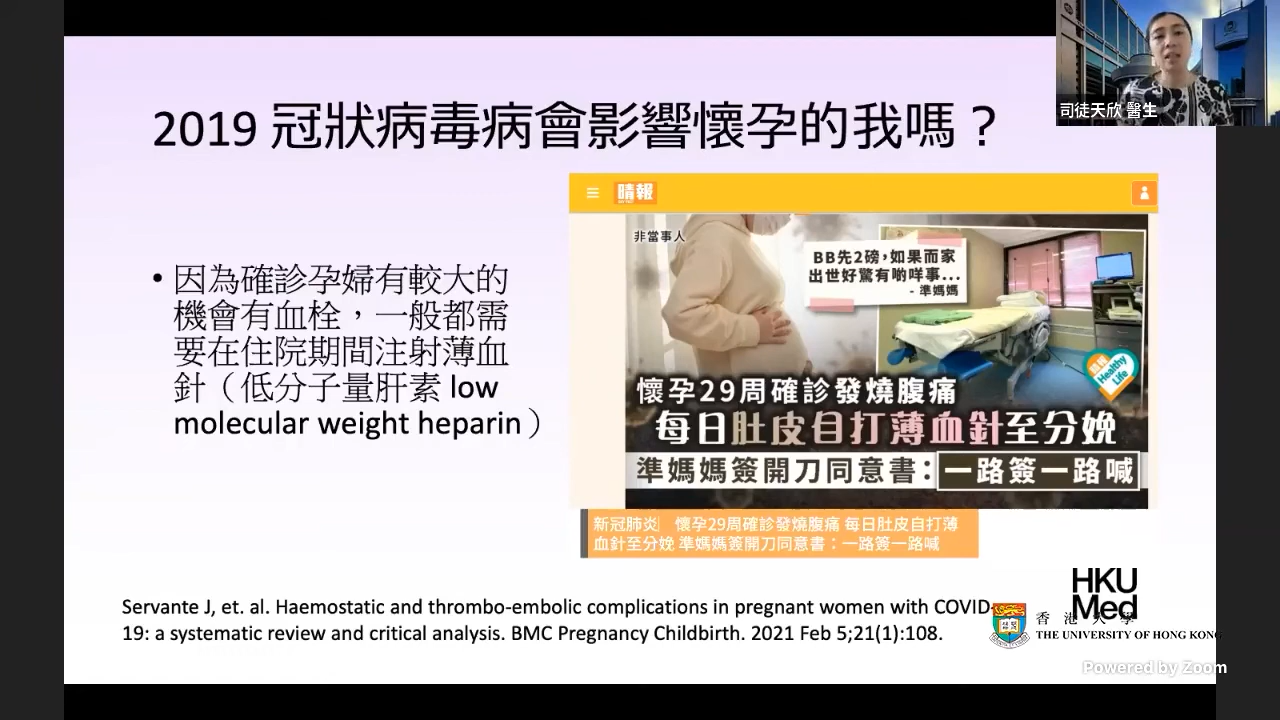 司徒天欣 醫生
2019 冠狀病毒病會影響懷孕的我嗎？
• 因為確診孕婦有較大的
機會有血栓，一般都需
要在住院期間注射薄血
針（低分子量肝素 low
molecular weight heparin）
晴報
非當事人
BB先2磅，如果而家
出世好驚有啲咩事...
- 準媽媽
晴報
Healthy
Life
懷孕29周確診發燒腹痛
每日肚皮自打薄血針至分娩
準媽媽簽開刀同意書：一路簽一路喊
新冠肺炎︳懷孕29周確診發燒腹痛 每日肚皮自打薄
血針至分娩 準媽媽簽開刀同意書：一路簽一路喊
Servante J, et. al. Haemostatic and thrombo-embolic complications in pregnant women with COVID-
19: a systematic review and critical analysis. BMC Pregnancy Childbirth. 2021 Feb 5;21(1):108.
HKU
Med
香港大學
THE UNIVERSITY OF HONG KONG
Powered by Zoom